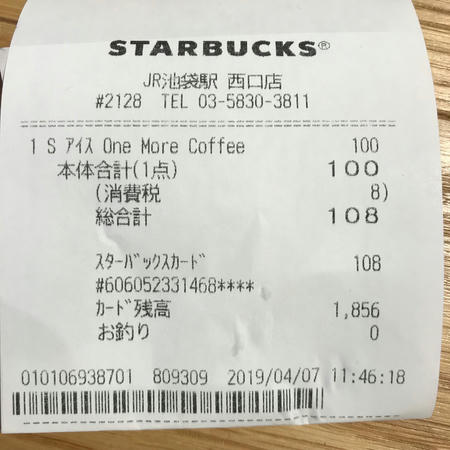 STARBUCKS®
JR池袋駅 西口店
#2128 TEL 03-5830-3811
1 S ｱｲｽ One More Coffee 100
本体合計(1点) 100
(消費税 8)
総合計 108
ｽﾀｰﾊﾞｯｸｽｶｰﾄﾞ 108
#606052331468****
ｶｰﾄﾞ残高 1,856
お釣り 0
010106938701 809309 2019/04/07 11:46:18